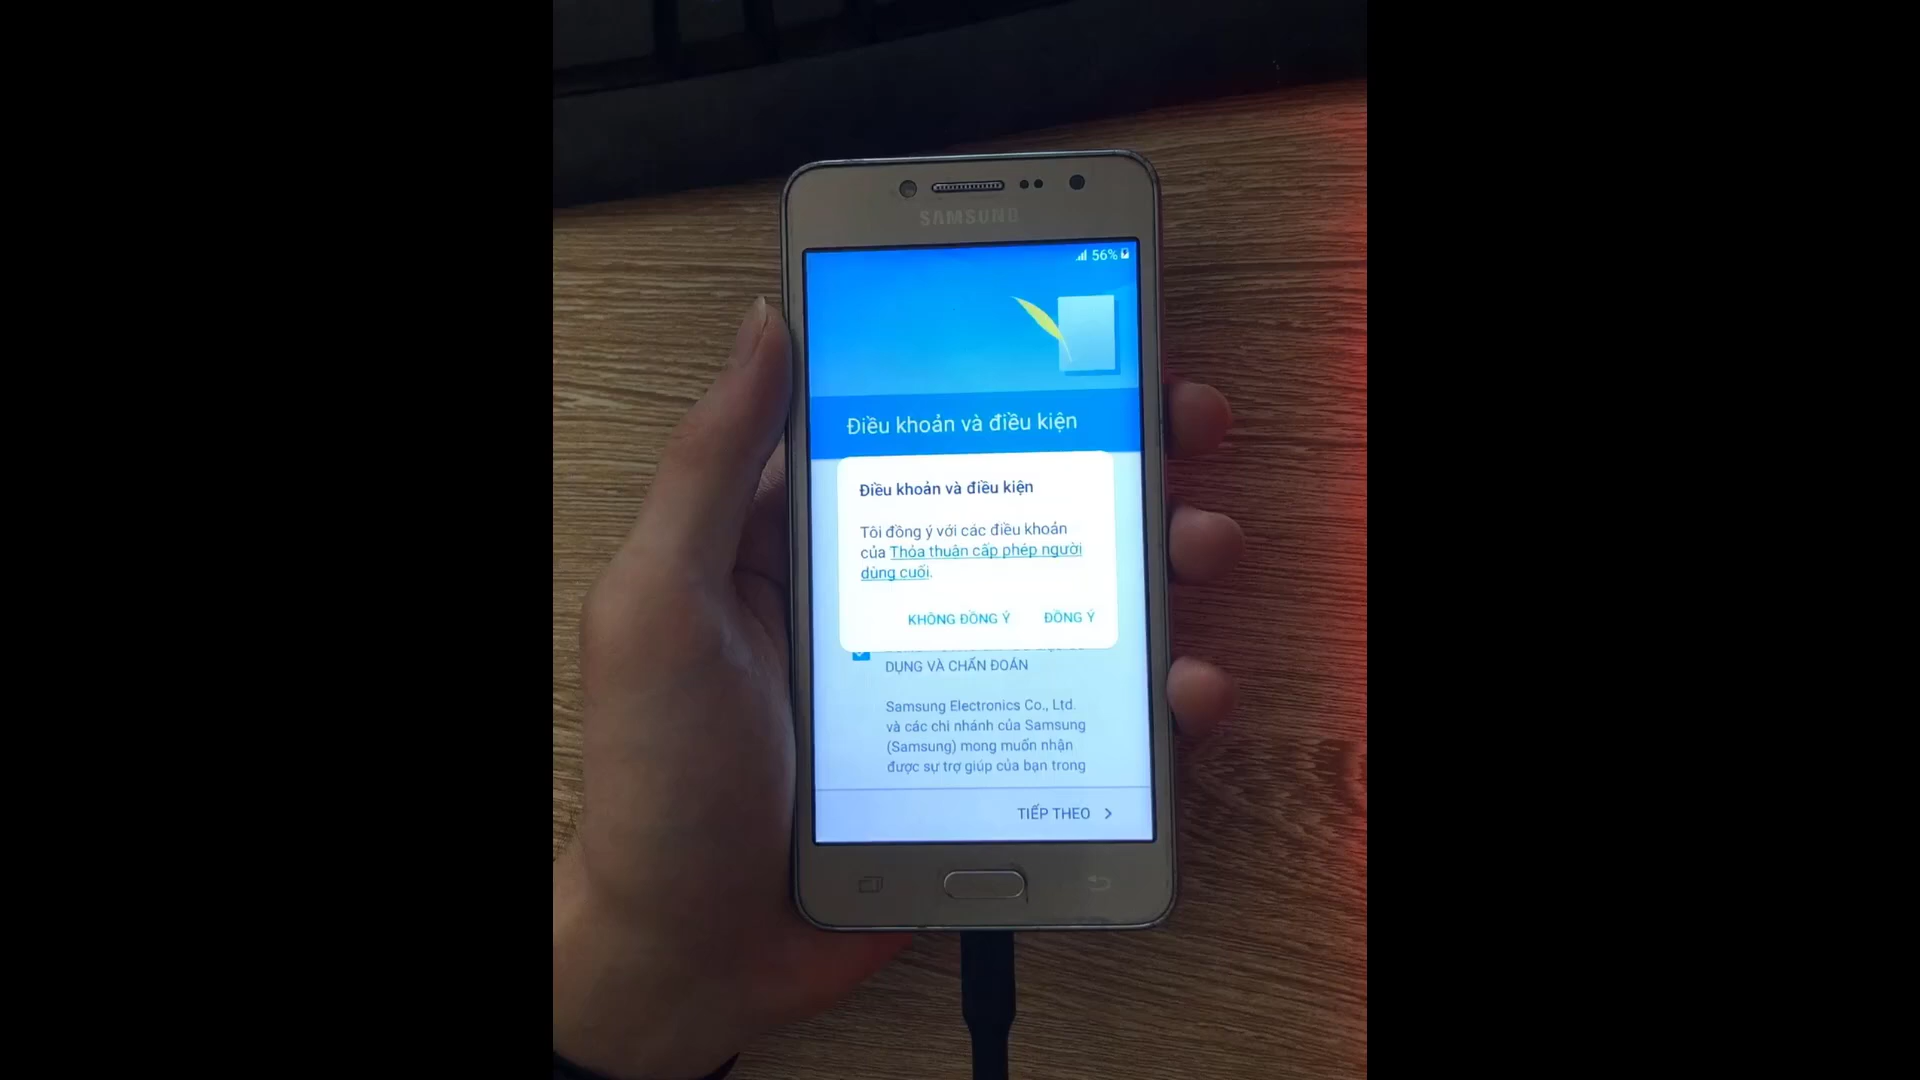 SAMSUNG
56%
Điều khoản và điều kiện
Điều khoản và điều kiện
Tôi đồng ý với các điều khoản
của Thỏa thuận cấp phép người
dùng cuối.
KHÔNG ĐỒNG Ý ĐỒNG Ý
DỤNG VÀ CHẨN ĐOÁN
Samsung Electronics Co., Ltd.
và các chi nhánh của Samsung
(Samsung) mong muốn nhận
được sự trợ giúp của bạn trong
TIẾP THEO